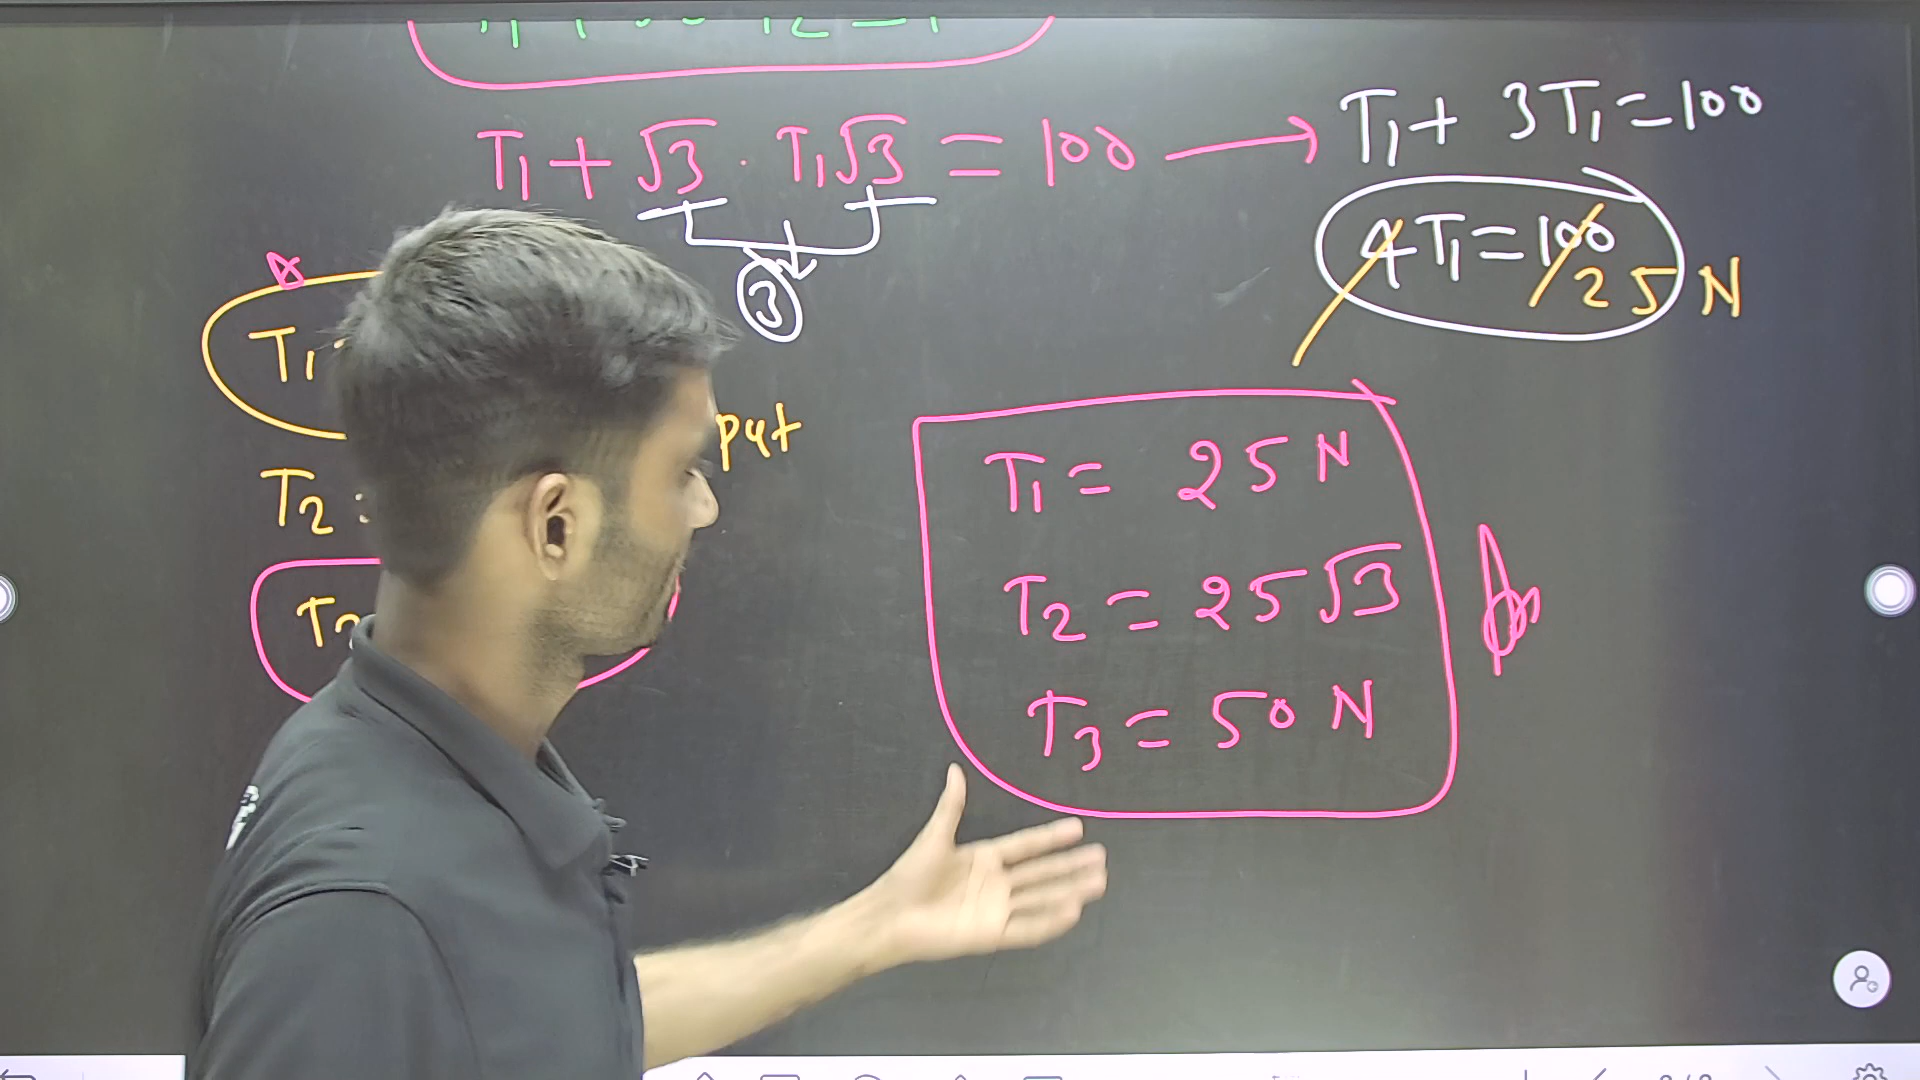 T₁ + √3 · T₁√3 = 100 → T₁ + 3T₁ = 100
3
4T₁ = 100
25 N
T₁
put
T₂ =
T₁ = 25 N
T₂ = 25√3
T₃ = 50 N
Ans